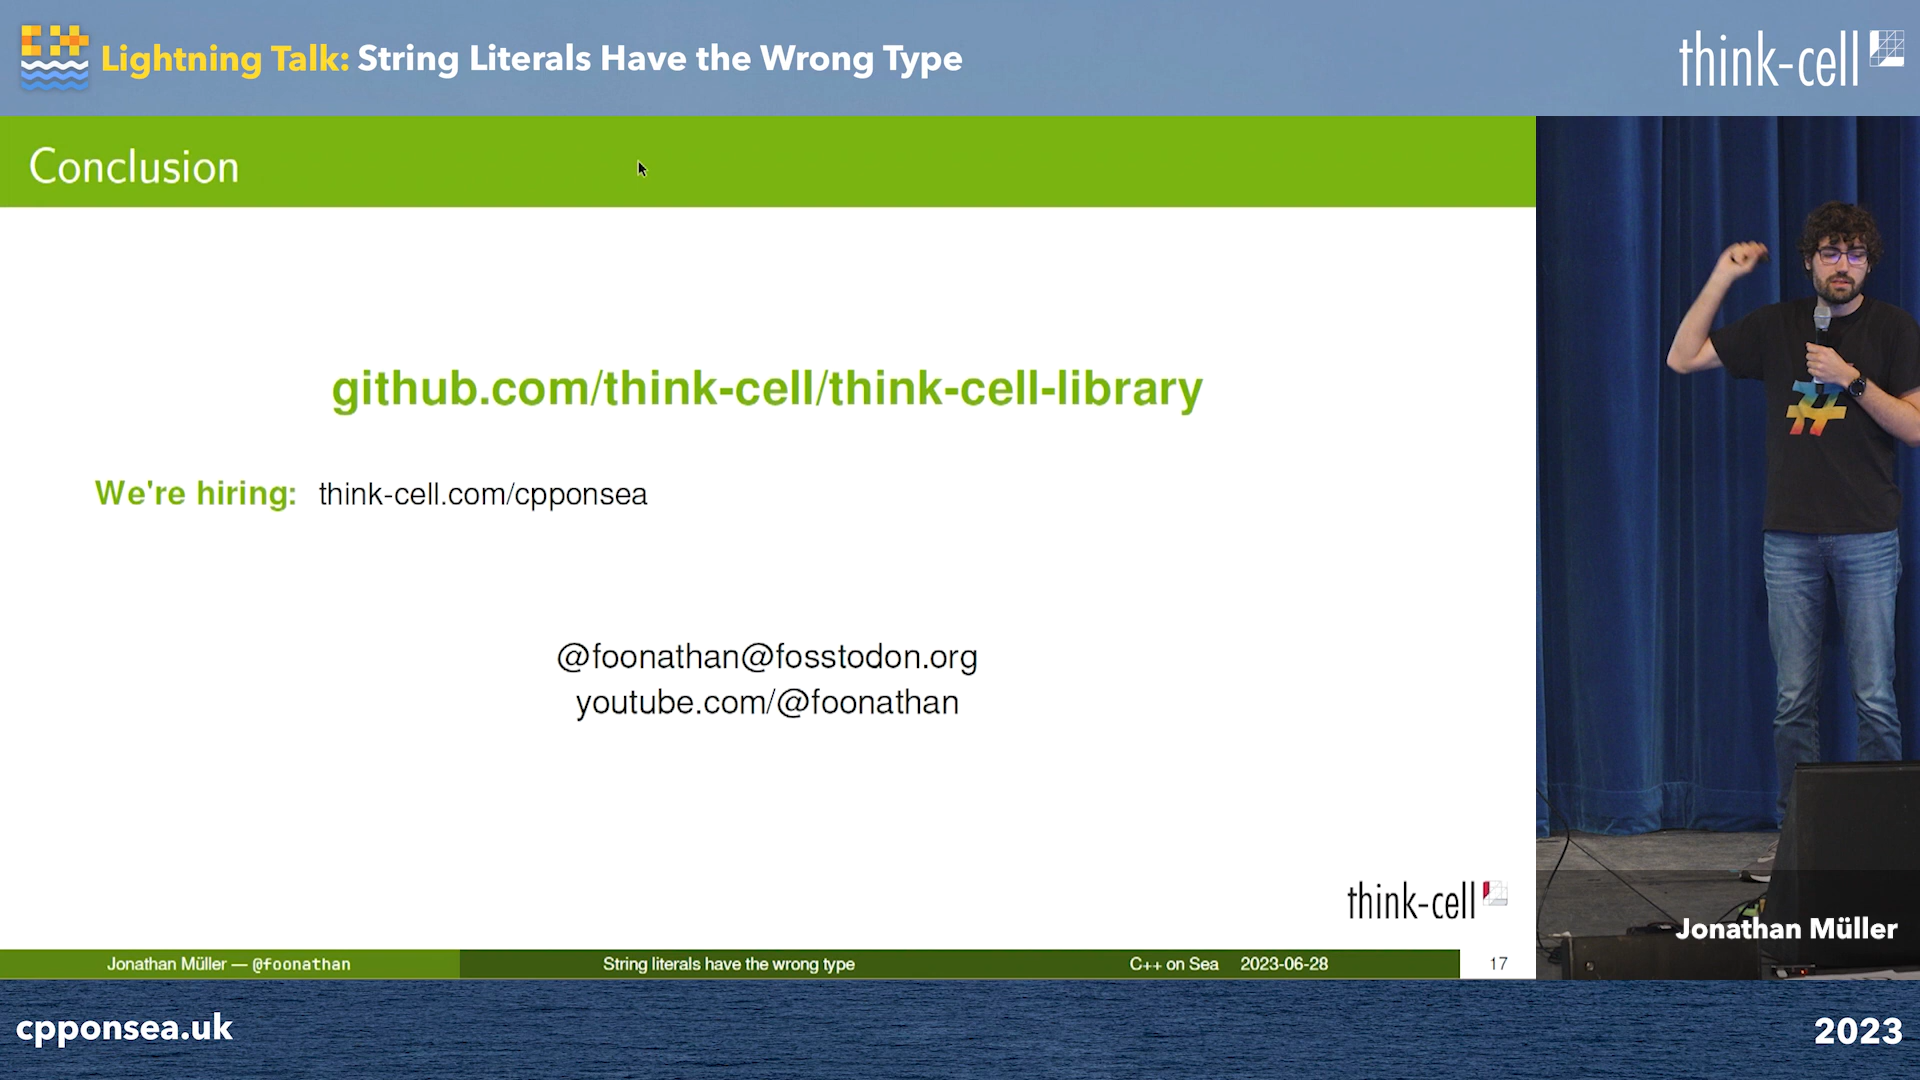 Lightning Talk: String Literals Have the Wrong Type
think-cell
Conclusion
github.com/think-cell/think-cell-library
We're hiring: think-cell.com/cpponsea
@foonathan@fosstodon.org
youtube.com/@foonathan
think-cell
Jonathan Müller
Jonathan Müller — @foonathan String literals have the wrong type C++ on Sea 2023-06-28 17
cpponsea.uk
2023